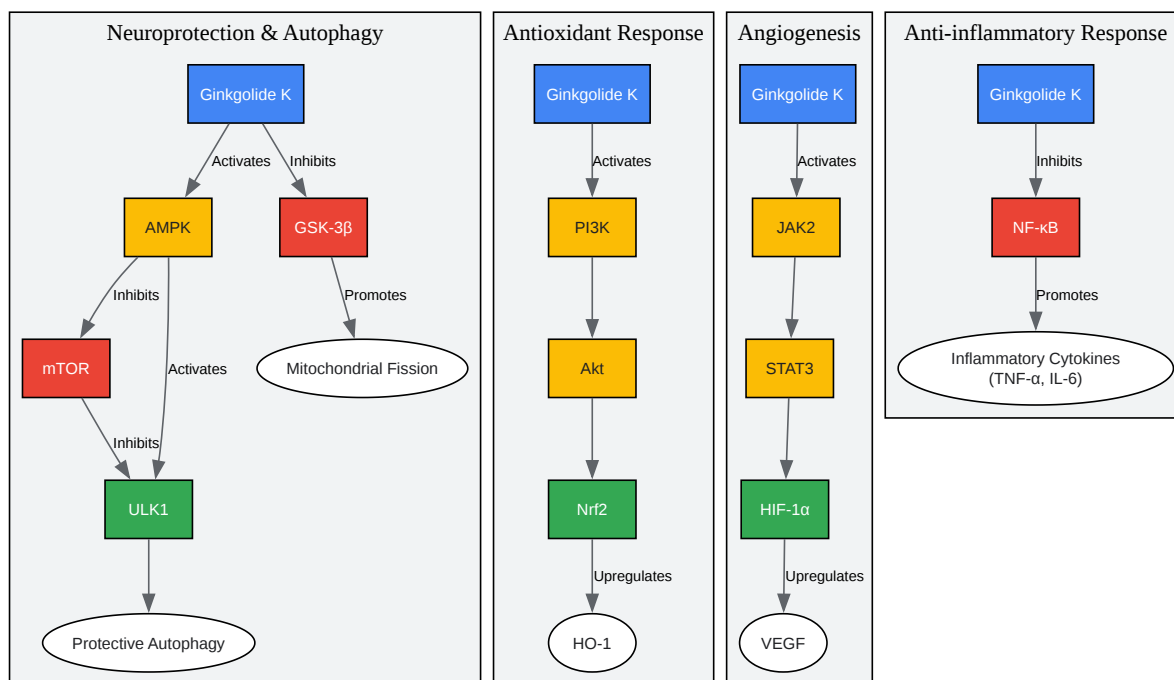 Neuroprotection & Autophagy
Ginkgolide K
Activates
Inhibits
AMPK
GSK-3β
Inhibits
Promotes
mTOR
Activates
Mitochondrial Fission
Inhibits
ULK1
Protective Autophagy
Antioxidant Response
Ginkgolide K
Activates
PI3K
Akt
Nrf2
Upregulates
HO-1
Angiogenesis
Ginkgolide K
Activates
JAK2
STAT3
HIF-1α
Upregulates
VEGF
Anti-inflammatory Response
Ginkgolide K
Inhibits
NF-κB
Promotes
Inflammatory Cytokines
(TNF-α, IL-6)